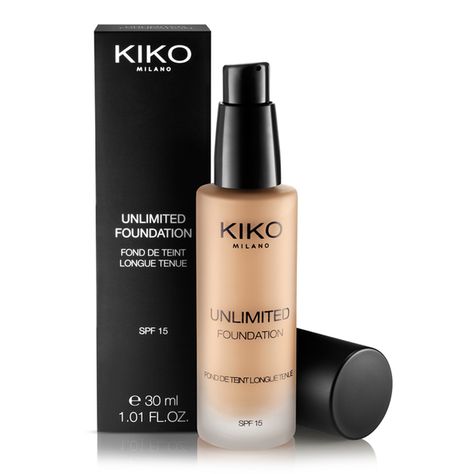 KIKO
MILANO
UNLIMITED
FOUNDATION
FOND DE TEINT
LONGUE TENUE
SPF 15
℮ 30 ml
1.01 FL.OZ.
KIKO
MILANO
UNLIMITED
FOUNDATION
FOND DE TEINT LONGUE TENUE
SPF 15